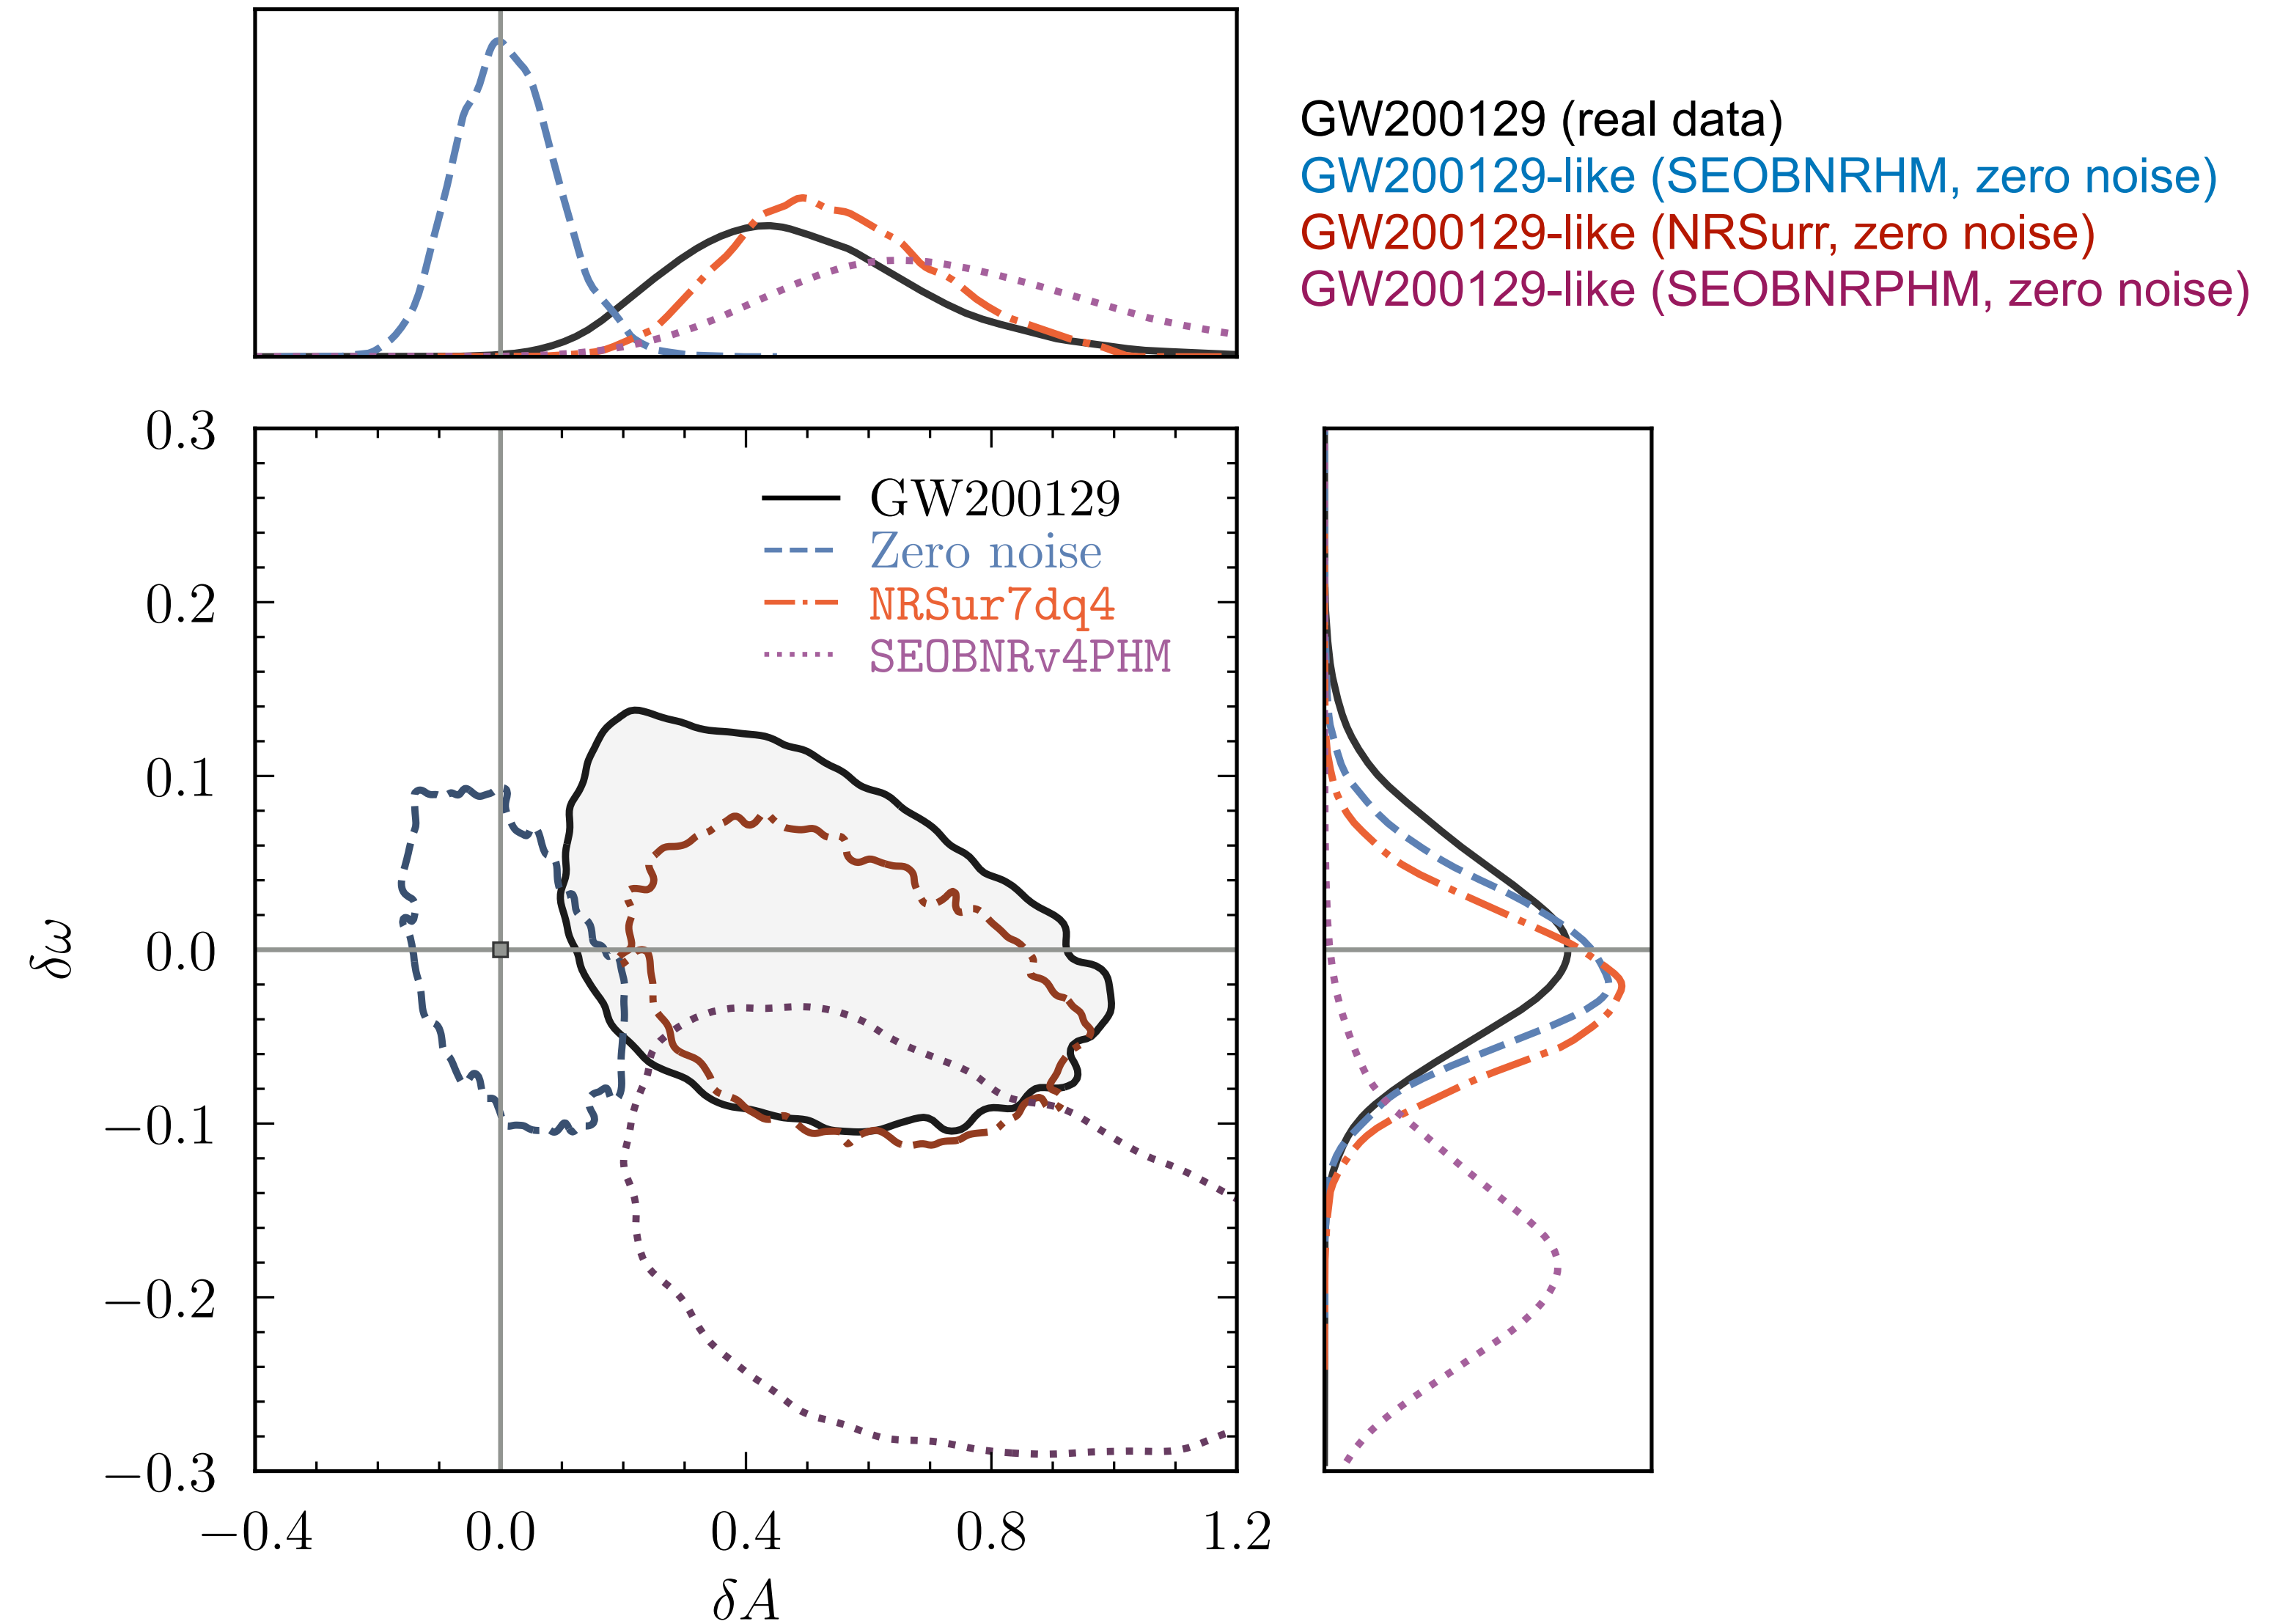 GW200129 (real data)
GW200129-like (SEOBNRHM, zero noise)
GW200129-like (NRSurr, zero noise)
GW200129-like (SEOBNRPHM, zero noise)
GW200129
Zero noise
NRSur7dq4
SEOBNRv4PHM
0.3
0.2
0.1
0.0
−0.1
−0.2
−0.3
δω
−0.4 0.0 0.4 0.8 1.2
δA